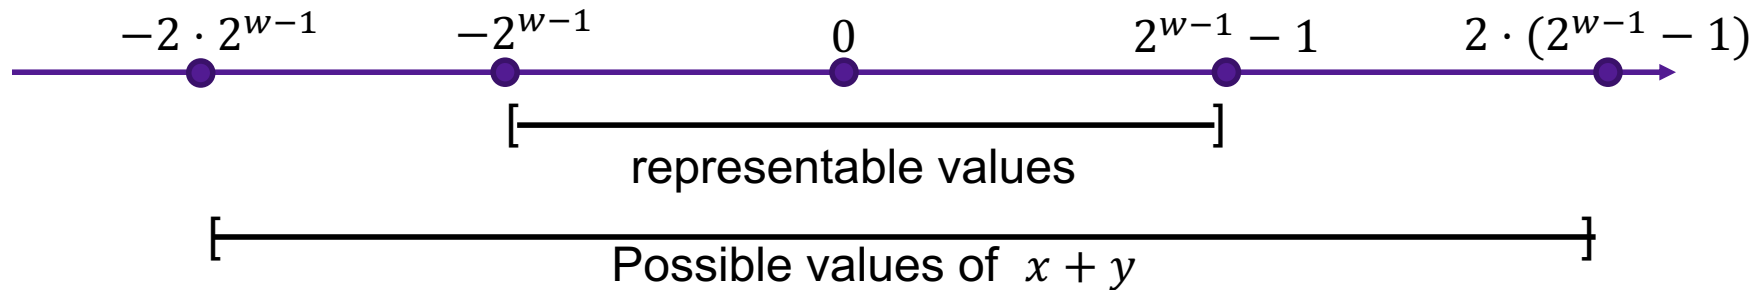 −2 · 2^{w−1} −2^{w−1} 0 2^{w−1} − 1 2 · (2^{w−1} − 1)
representable values
Possible values of x + y